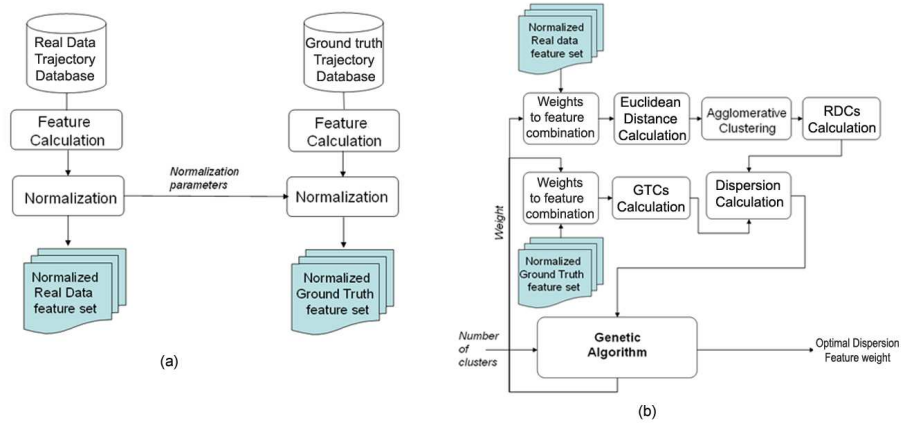 Real Data
Trajectory
Database
Ground truth
Trajectory
Database
Feature
Calculation
Feature
Calculation
Normalization
parameters
Normalization
Normalization
Normalized
Real Data
feature set
Normalized
Ground Truth
feature set
(a)
Normalized
Real data
feature set
Weights
to feature
combination
Euclidean
Distance
Calculation
Agglomerative
Clustering
RDCs
Calculation
Weights
to feature
combination
GTCs
Calculation
Dispersion
Calculation
Weight
Normalized
Ground Truth
feature set
Number
of
clusters
Genetic
Algorithm
Optimal Dispersion
Feature weight
(b)